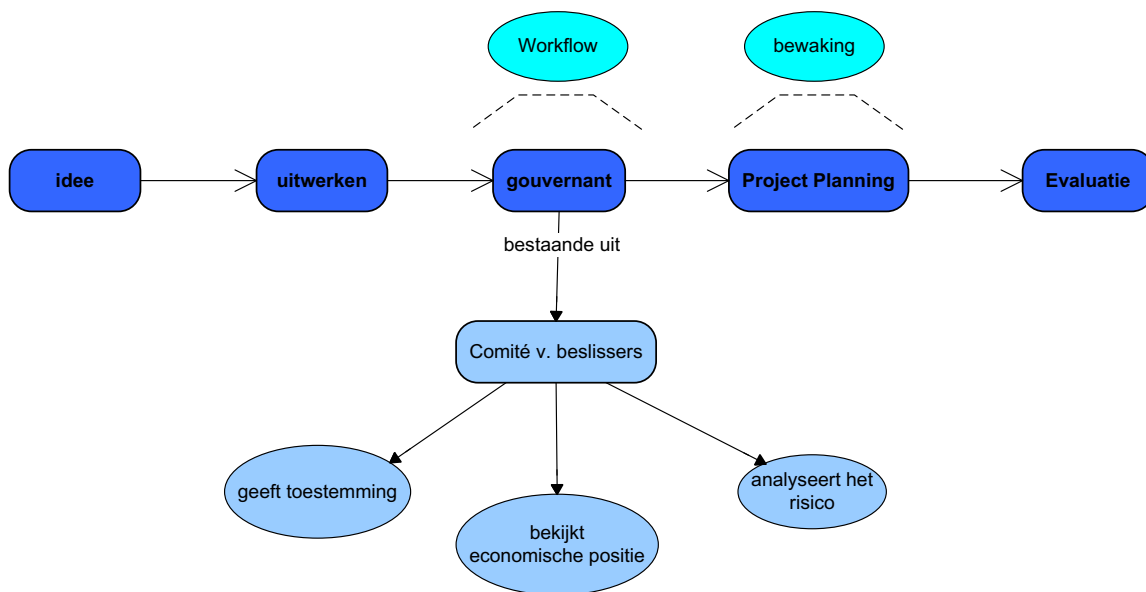 Workflow
bewaking
idee
uitwerken
gouvernant
Project Planning
Evaluatie
bestaande uit
Comité v. beslissers
geeft toestemming
bekijkt
economische positie
analyseert het
risico